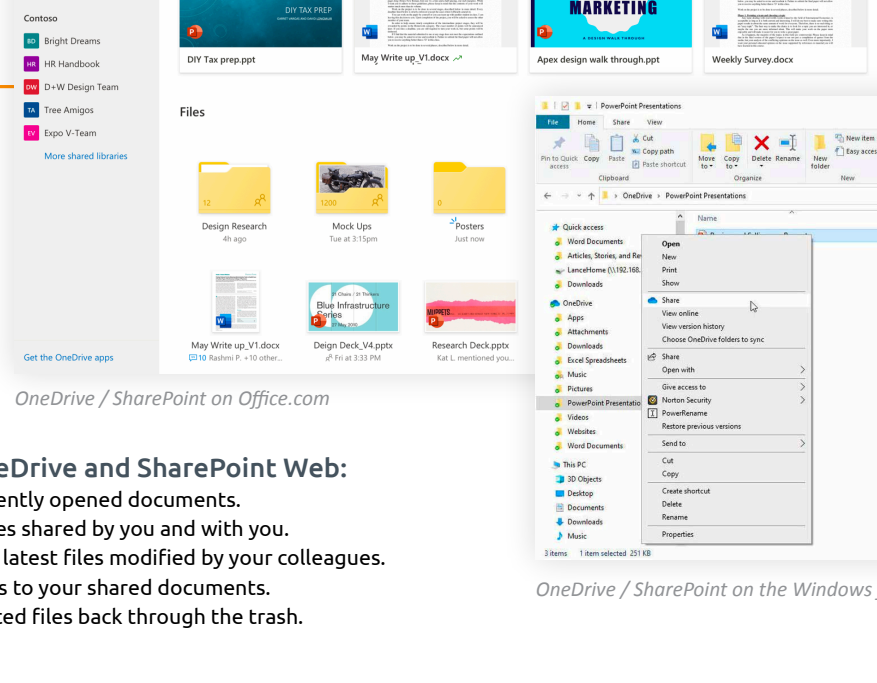 DIY TAX PREP
MARKETING
A DESIGN WALK THROUGH
DIY Tax prep.ppt
May Write up_V1.docx
Apex design walk through.ppt
Weekly Survey.docx
Contoso
BD Bright Dreams
HR HR Handbook
DW D+W Design Team
TA Tree Amigos
EV Expo V-Team
More shared libraries
Get the OneDrive apps
Files
12
1200
0
Design Research
Mock Ups
Posters
4h ago
Tue at 3:15pm
Just now
Blue Infrastructure
Series
MUPPETS
May Write up_V1.docx
Deign Deck_V4.pptx
Research Deck.pptx
10 Rashmi P. +10 other...
Fri at 3:33 PM
Kat L. mentioned you...
OneDrive / SharePoint on Office.com
PowerPoint Presentations
File Home Share View
Pin to Quick access
Copy
Paste
Cut
Copy path
Paste shortcut
Move to
Copy to
Delete
Rename
New folder
New item
Easy acces
Clipboard
Organize
New
OneDrive › PowerPoint Presentations
Name
Quick access
Word Documents
Articles, Stories, and Re
LanceHome (\\192.168.
Downloads
OneDrive
Apps
Attachments
Downloads
Excel Spreadsheets
Music
Pictures
PowerPoint Presentatio
Videos
Websites
Word Documents
This PC
3D Objects
Desktop
Documents
Downloads
Music
Open
New
Print
Show
Share
View online
View version history
Choose OneDrive folders to sync
Share
Open with
Give access to
Norton Security
PowerRename
Restore previous versions
Send to
Cut
Copy
Create shortcut
Delete
Rename
Properties
3 items 1 item selected 251 KB
OneDrive / SharePoint on the Windows
eDrive and SharePoint Web:
ently opened documents.
es shared by you and with you.
latest files modified by your colleagues.
s to your shared documents.
ted files back through the trash.